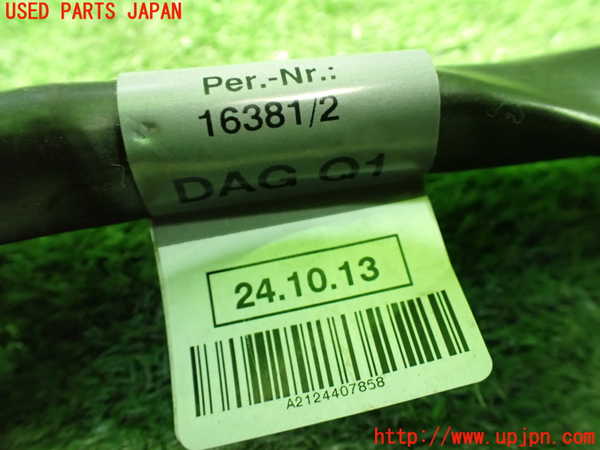 USED PARTS JAPAN
Per.-Nr.:
16381/2
DAG Q1
24.10.13
A2124407858
http://www.upjpn.com